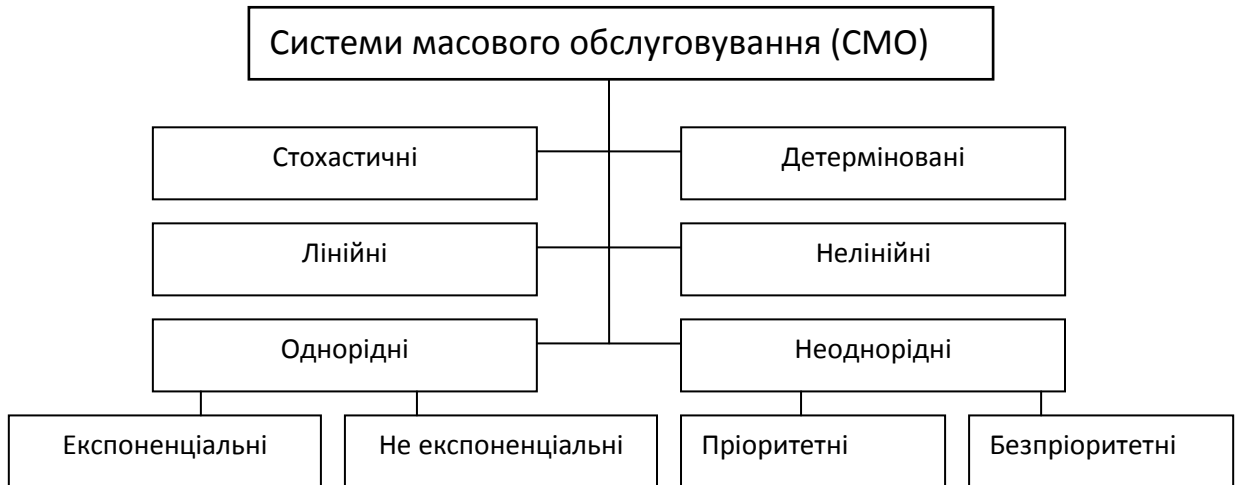 Системи масового обслуговування (СМО)
Стохастичні
Детерміновані
Лінійні
Нелінійні
Однорідні
Неоднорідні
Експоненціальні
Не експоненціальні
Пріоритетні
Безпріоритетні